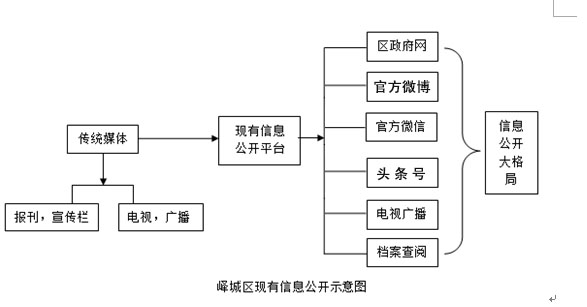 区政府网
官方微博
官方微信
头条号
电视广播
档案查阅
传统媒体
现有信息
公开平台
信息
公开
大格
局
报刊，宣传栏
电视，广播
峄城区现有信息公开示意图